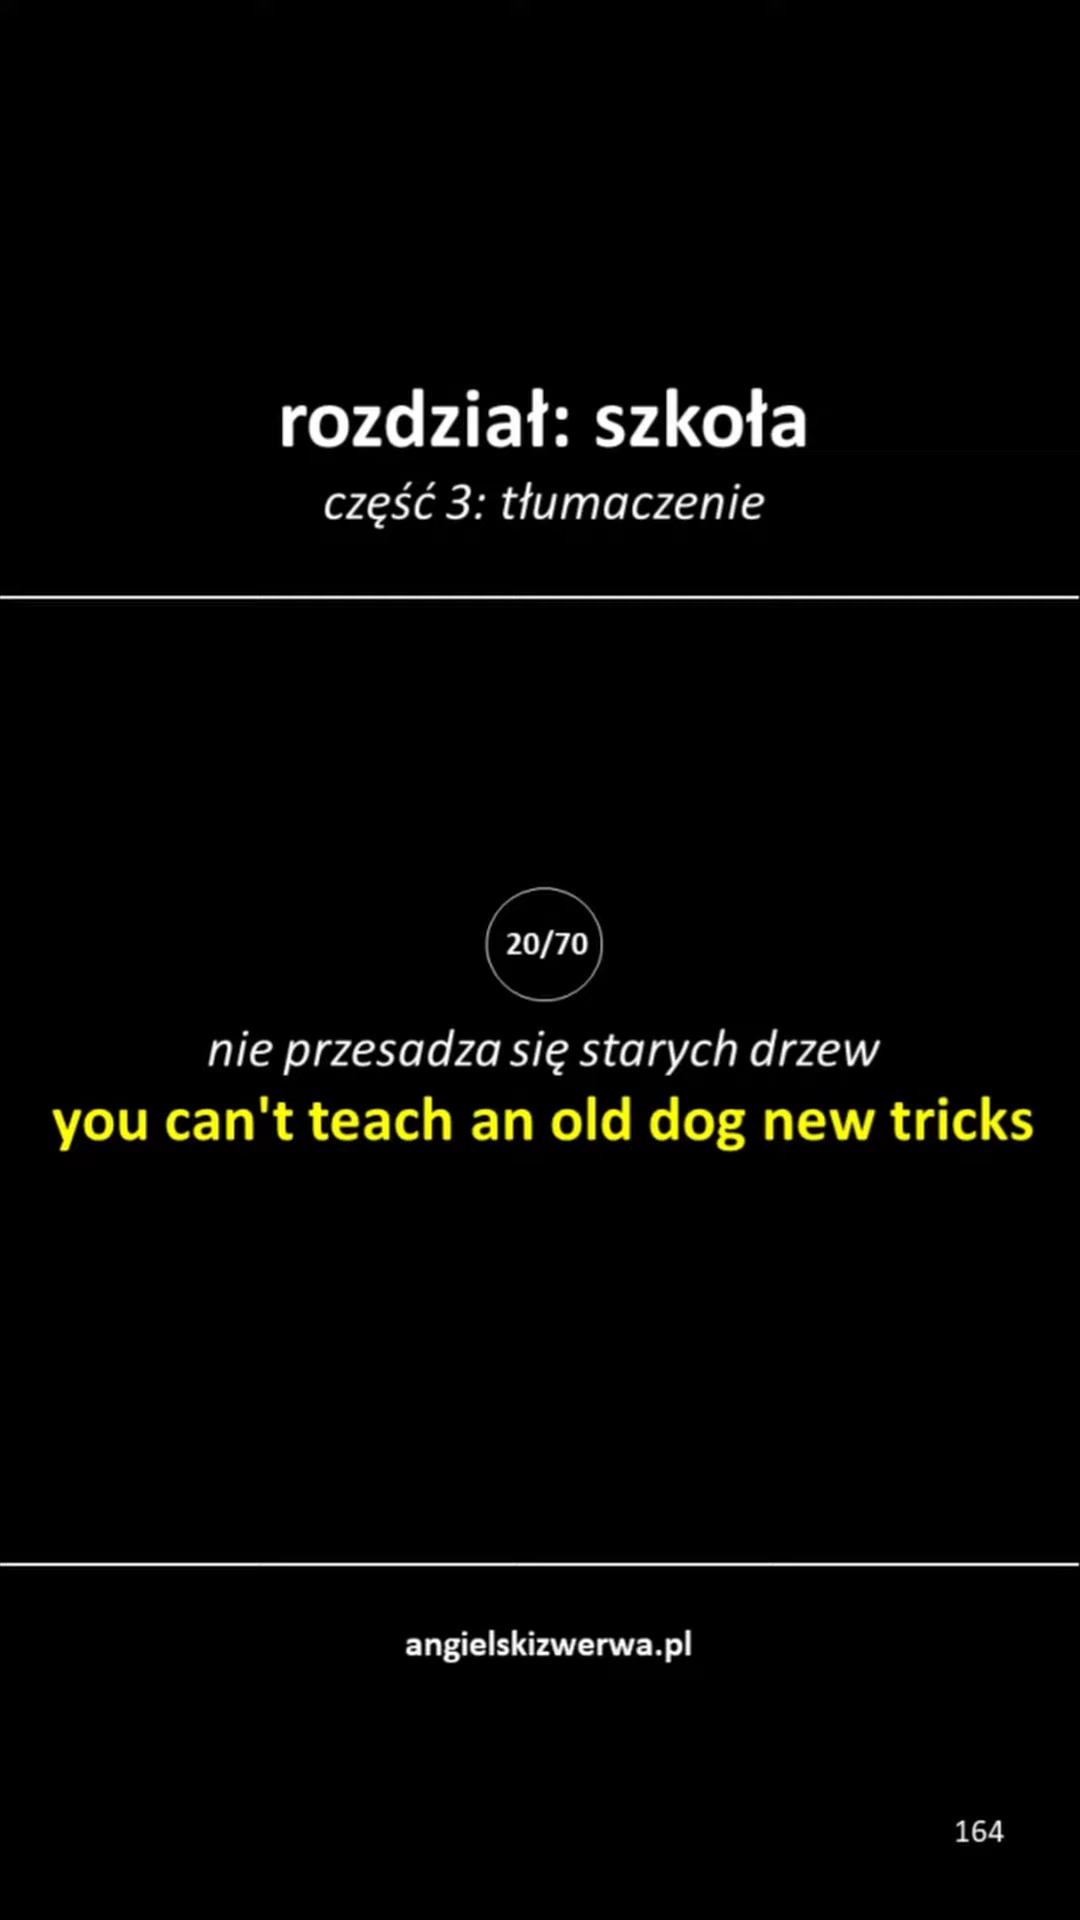 rozdział: szkoła
część 3: tłumaczenie
20/70
nie przesadza się starych drzew
you can't teach an old dog new tricks
angielskizwerwa.pl
164